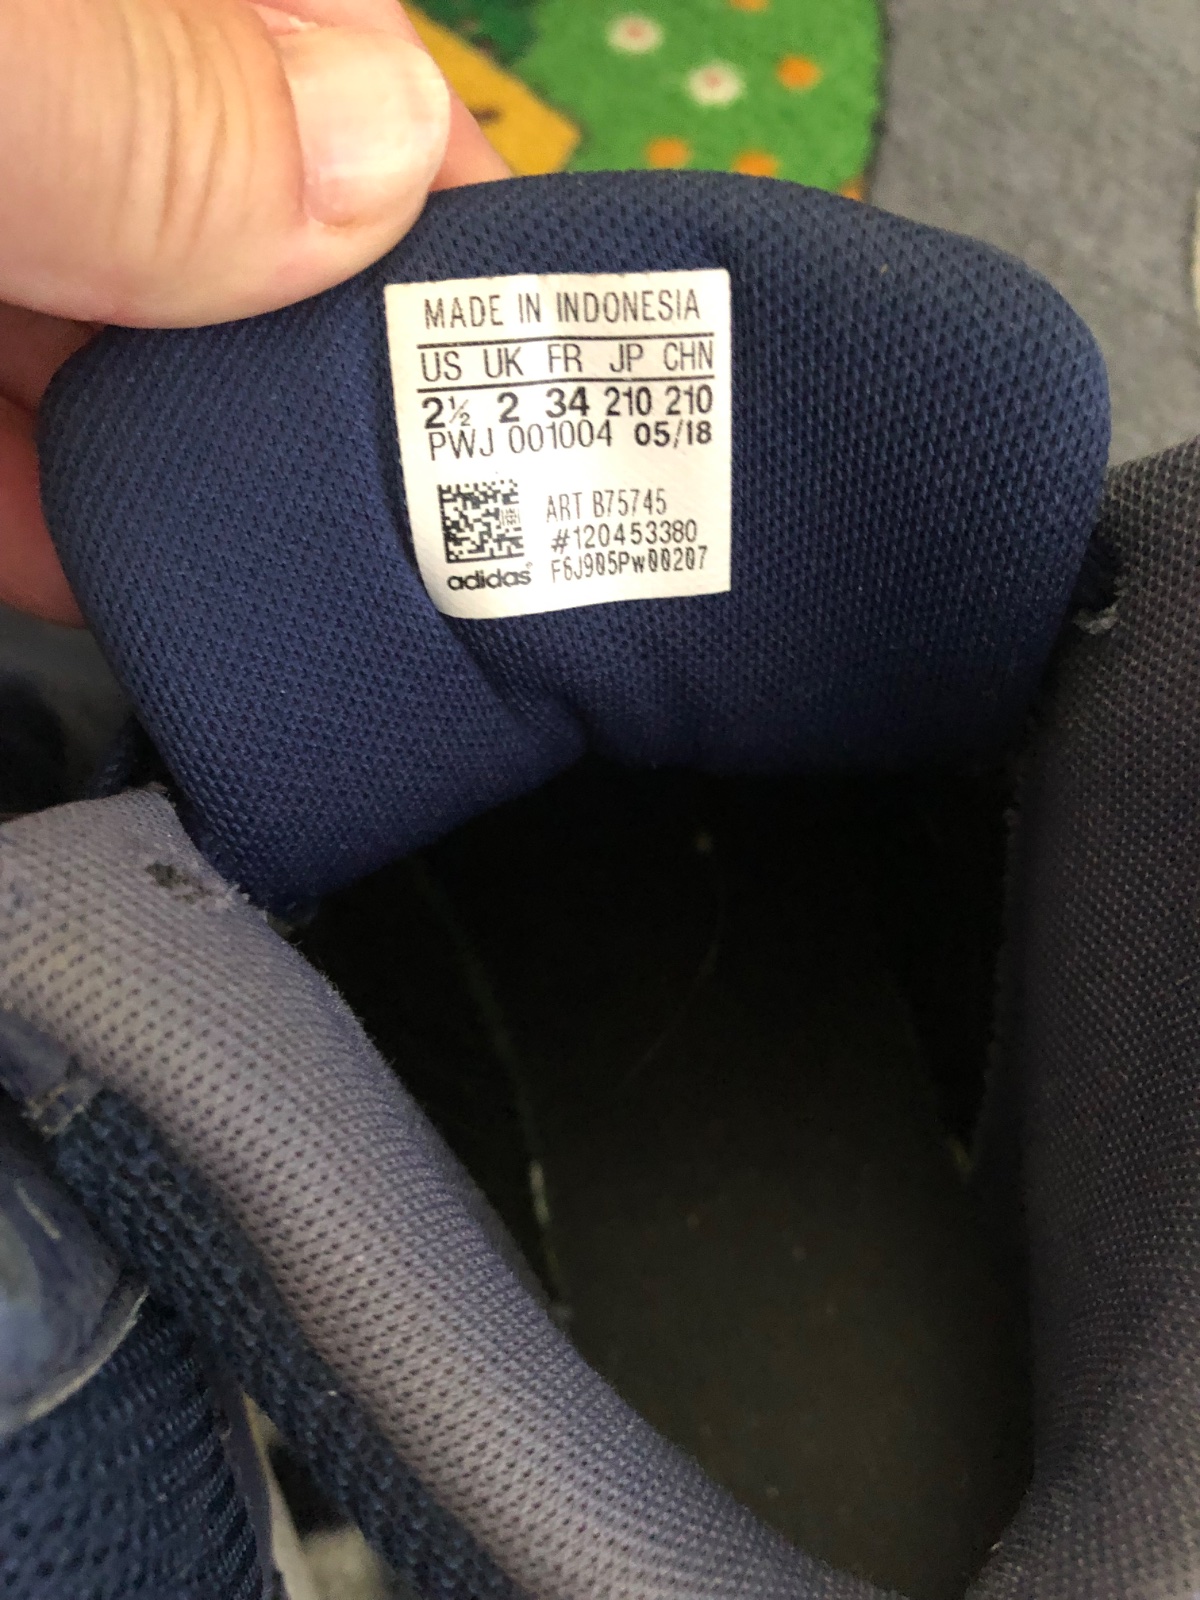 MADE IN INDONESIA
US UK FR JP CHN
2½ 2 34 210 210
PWJ 001004 05/18
ART B75745
#120453380
F6J905Pw00207
adidas